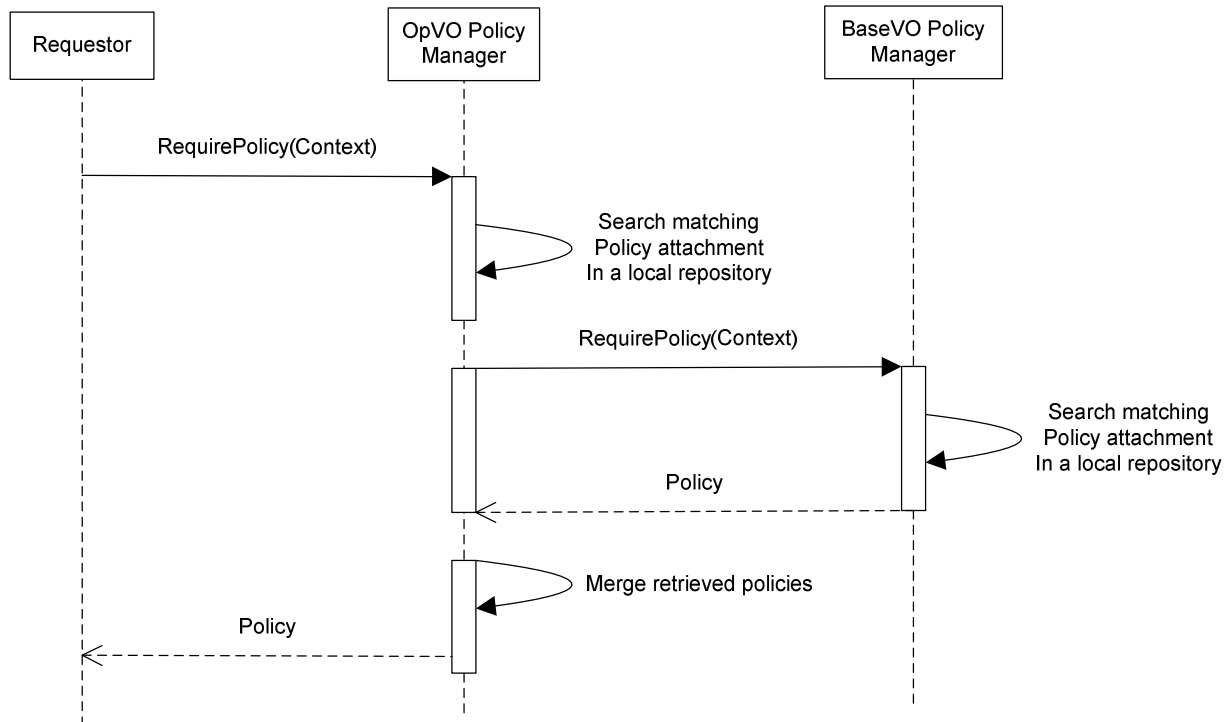 Requestor
OpVO Policy
Manager
BaseVO Policy
Manager
RequirePolicy(Context)
Search matching
Policy attachment
In a local repository
RequirePolicy(Context)
Search matching
Policy attachment
In a local repository
Policy
Merge retrieved policies
Policy